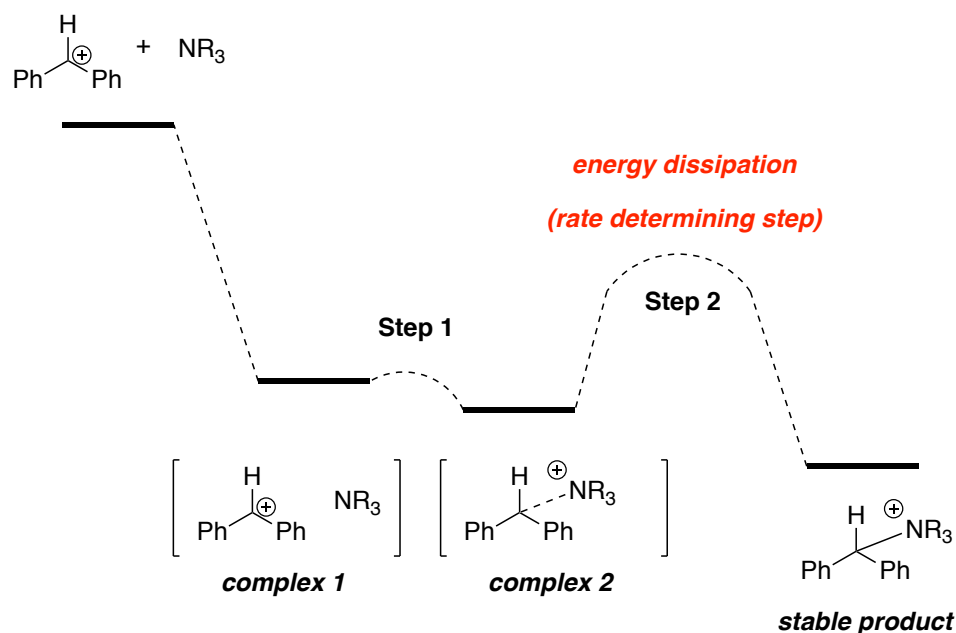 H
⊕
Ph Ph + NR3
energy dissipation
(rate determining step)
Step 1
Step 2
H
⊕
Ph Ph NR3
complex 1
H ⊕
NR3
Ph Ph
complex 2
H ⊕
NR3
Ph Ph
stable product